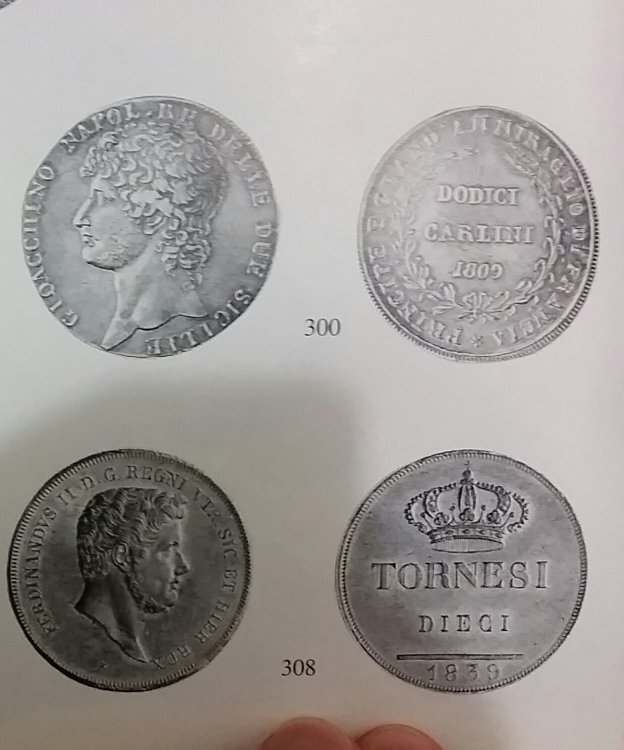 GIOACCHINO NAPOL. RE DELLE DUE SICILIE
PRINCIPE E GRAND' AMMIRAGLIO DI FRANCIA
DODICI
CARLINI
1809
300
FERDINANDVS II D. G. REGNI VTR. SIC. ET HIER. REX
TORNESI
DIECI
1839
308